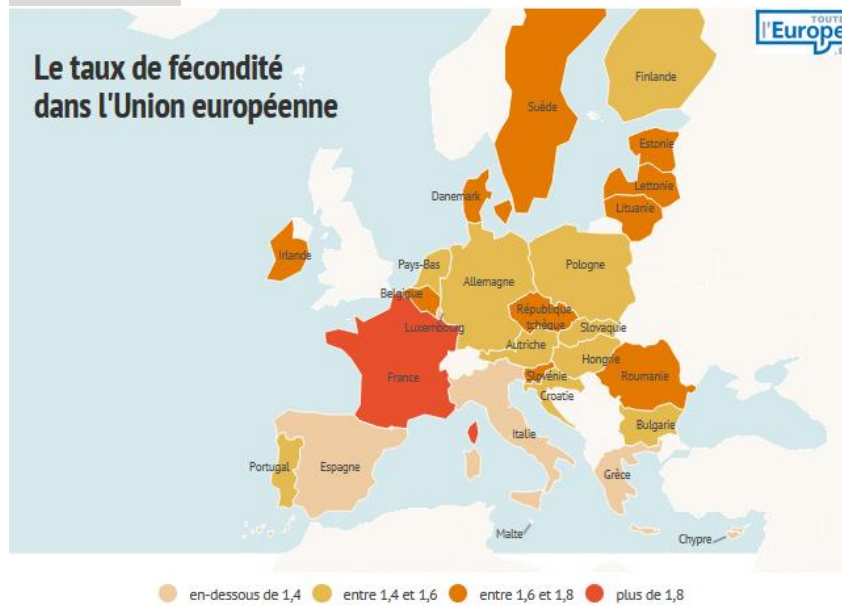 Le taux de fécondité
dans l'Union européenne
TOUTE
l'Europe
Finlande
Suède
Estonie
Lettonie
Lituanie
Danemark
Irlande
Pays-Bas
Allemagne
Pologne
Belgique
Luxembourg
République
tchèque
Slovaquie
Autriche
Hongrie
France
Slovénie
Roumanie
Croatie
Bulgarie
Italie
Portugal
Espagne
Grèce
Malte
Chypre
en-dessous de 1,4
entre 1,4 et 1,6
entre 1,6 et 1,8
plus de 1,8